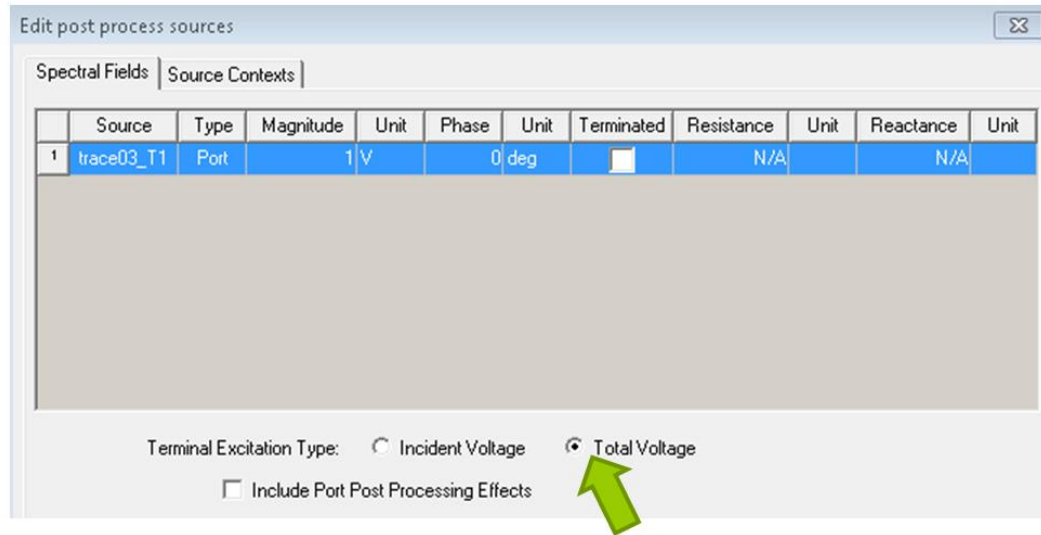 Edit post process sources
Spectral Fields Source Contexts
Source Type Magnitude Unit Phase Unit Terminated Resistance Unit Reactance Unit
1 trace03_T1 Port 1 V 0 deg N/A N/A
Terminal Excitation Type: Incident Voltage Total Voltage
Include Port Post Processing Effects